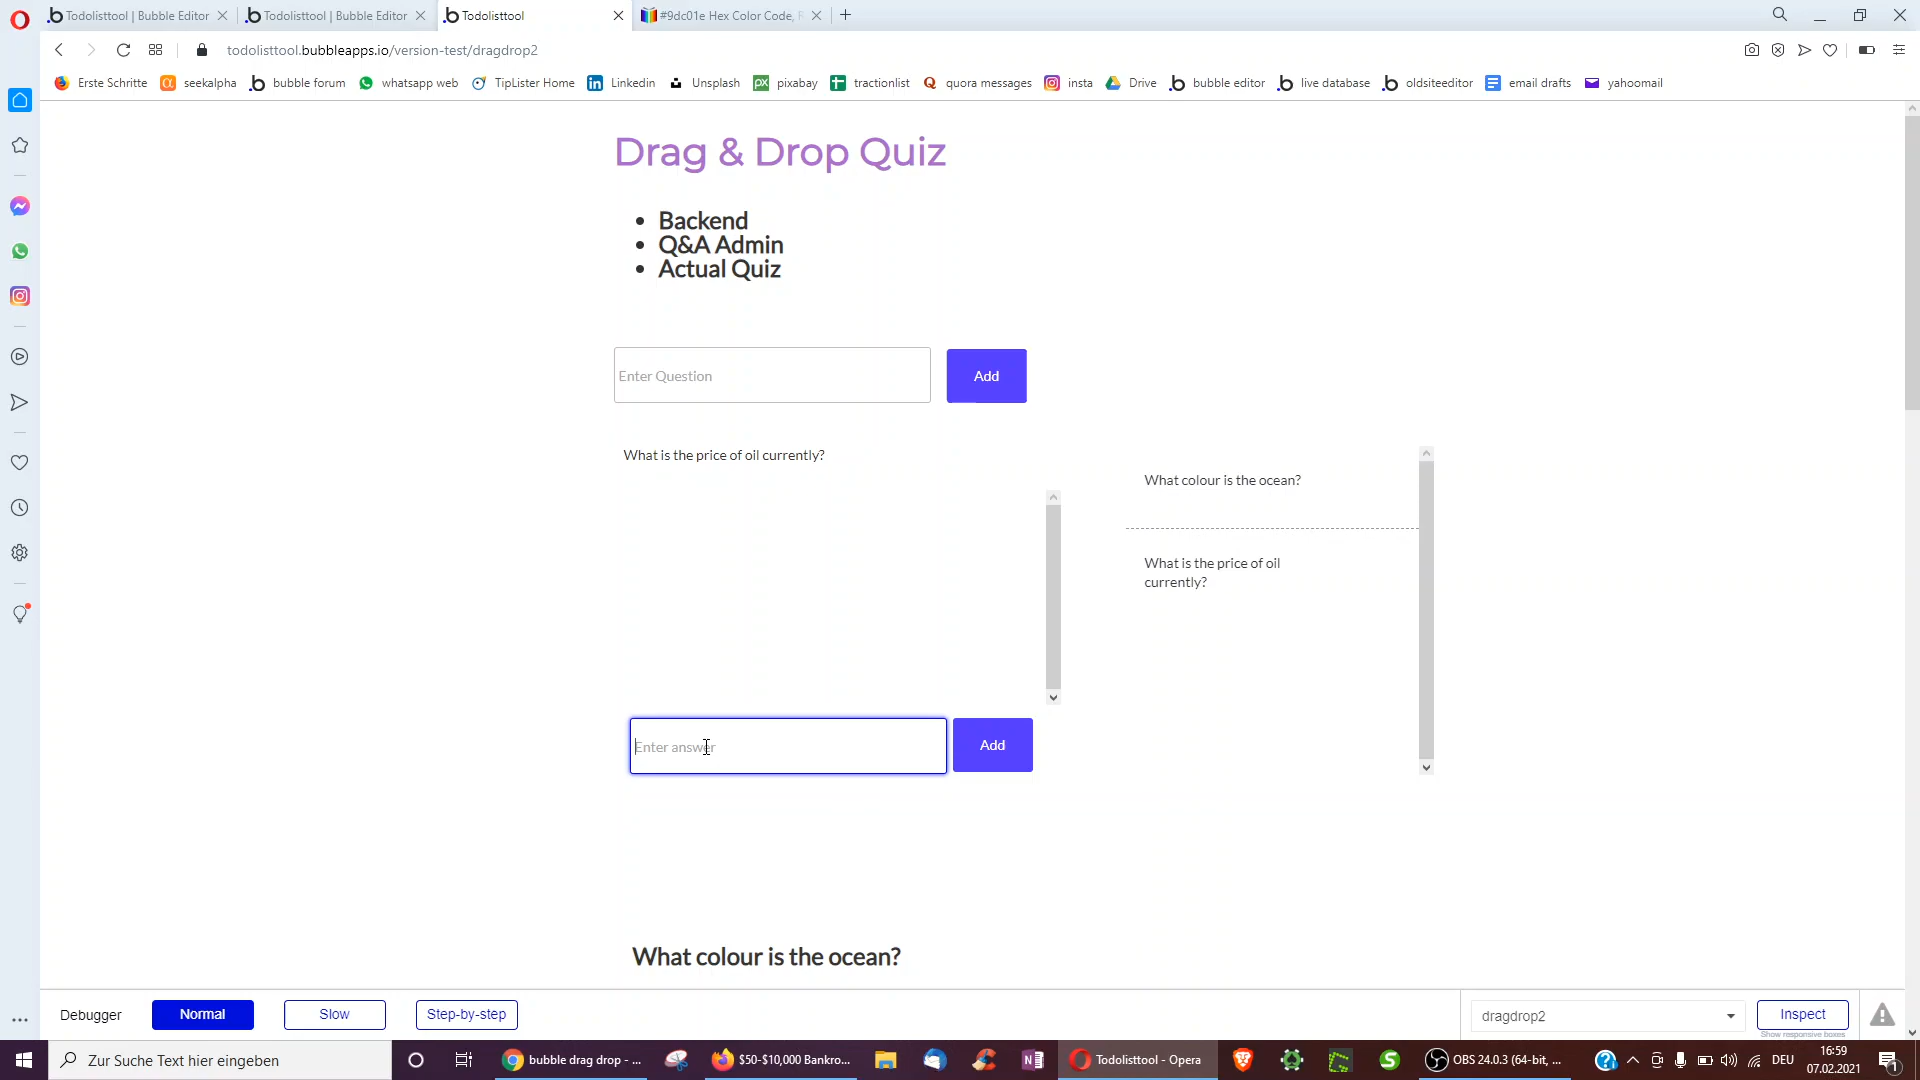 Todolisttool | Bubble Editor
Todolisttool | Bubble Editor
Todolisttool
#9dc01e Hex Color Code,
todolisttool.bubbleapps.io/version-test/dragdrop2
Erste Schritte
seekalpha
bubble forum
whatsapp web
TipLister Home
Linkedin
Unsplash
pixabay
tractionlist
quora messages
insta
Drive
bubble editor
live database
oldsiteeditor
email drafts
yahoomail
Drag & Drop Quiz
Backend
Q&A Admin
Actual Quiz
Enter Question
Add
What is the price of oil currently?
What colour is the ocean?
What is the price of oil
currently?
Enter answer
Add
What colour is the ocean?
Debugger
Normal
Slow
Step-by-step
dragdrop2
Inspect
Show responsive boxes
Zur Suche Text hier eingeben
bubble drag drop - ...
$50-$10,000 Bankro...
Todolisttool - Opera
OBS 24.0.3 (64-bit, ...
DEU
16:59
07.02.2021
1